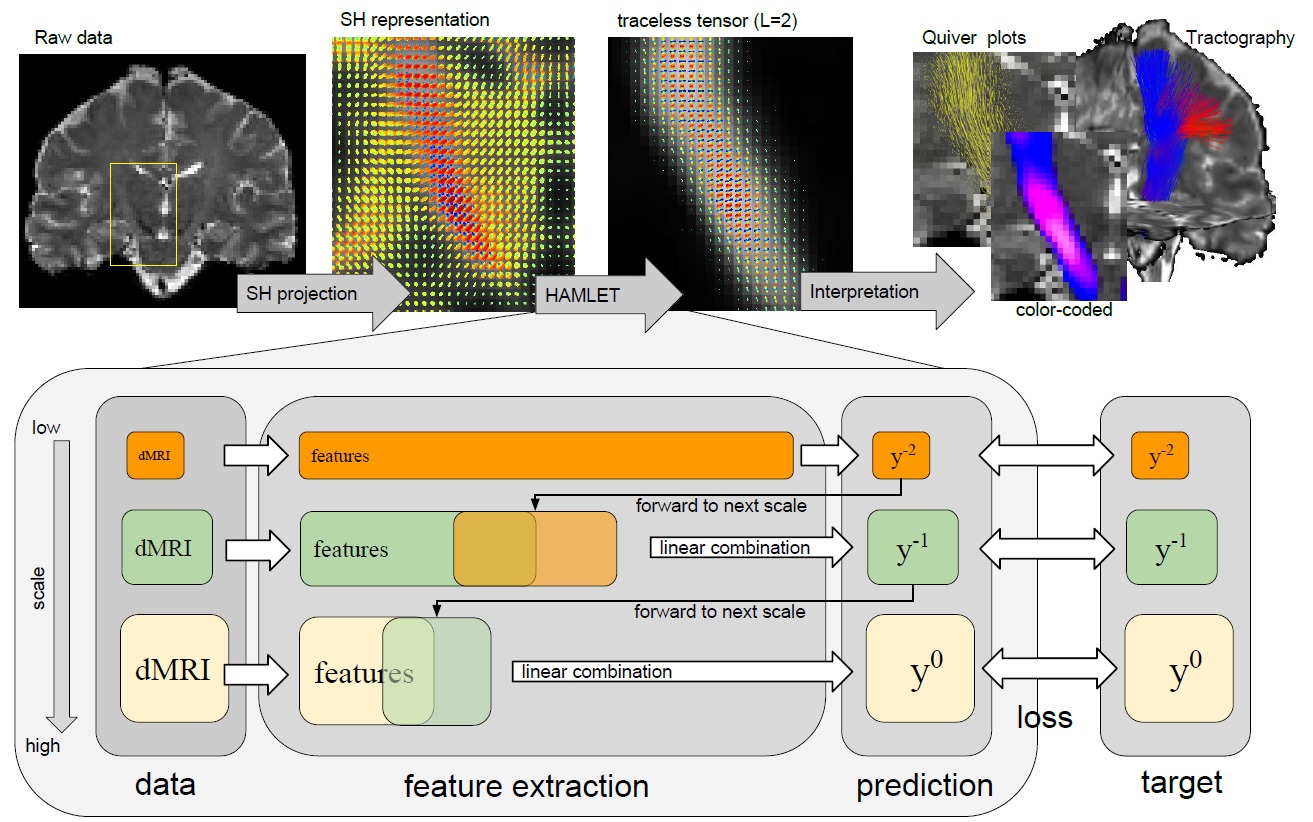 Raw data
SH representation
traceless tensor (L=2)
Quiver plots
Tractography
SH projection
HAMLET
Interpretation
color-coded
low
scale
high
dMRI
features
y-2
y-2
forward to next scale
dMRI
features
linear combination
y-1
y-1
forward to next scale
dMRI
features
linear combination
y0
y0
loss
data
feature extraction
prediction
target